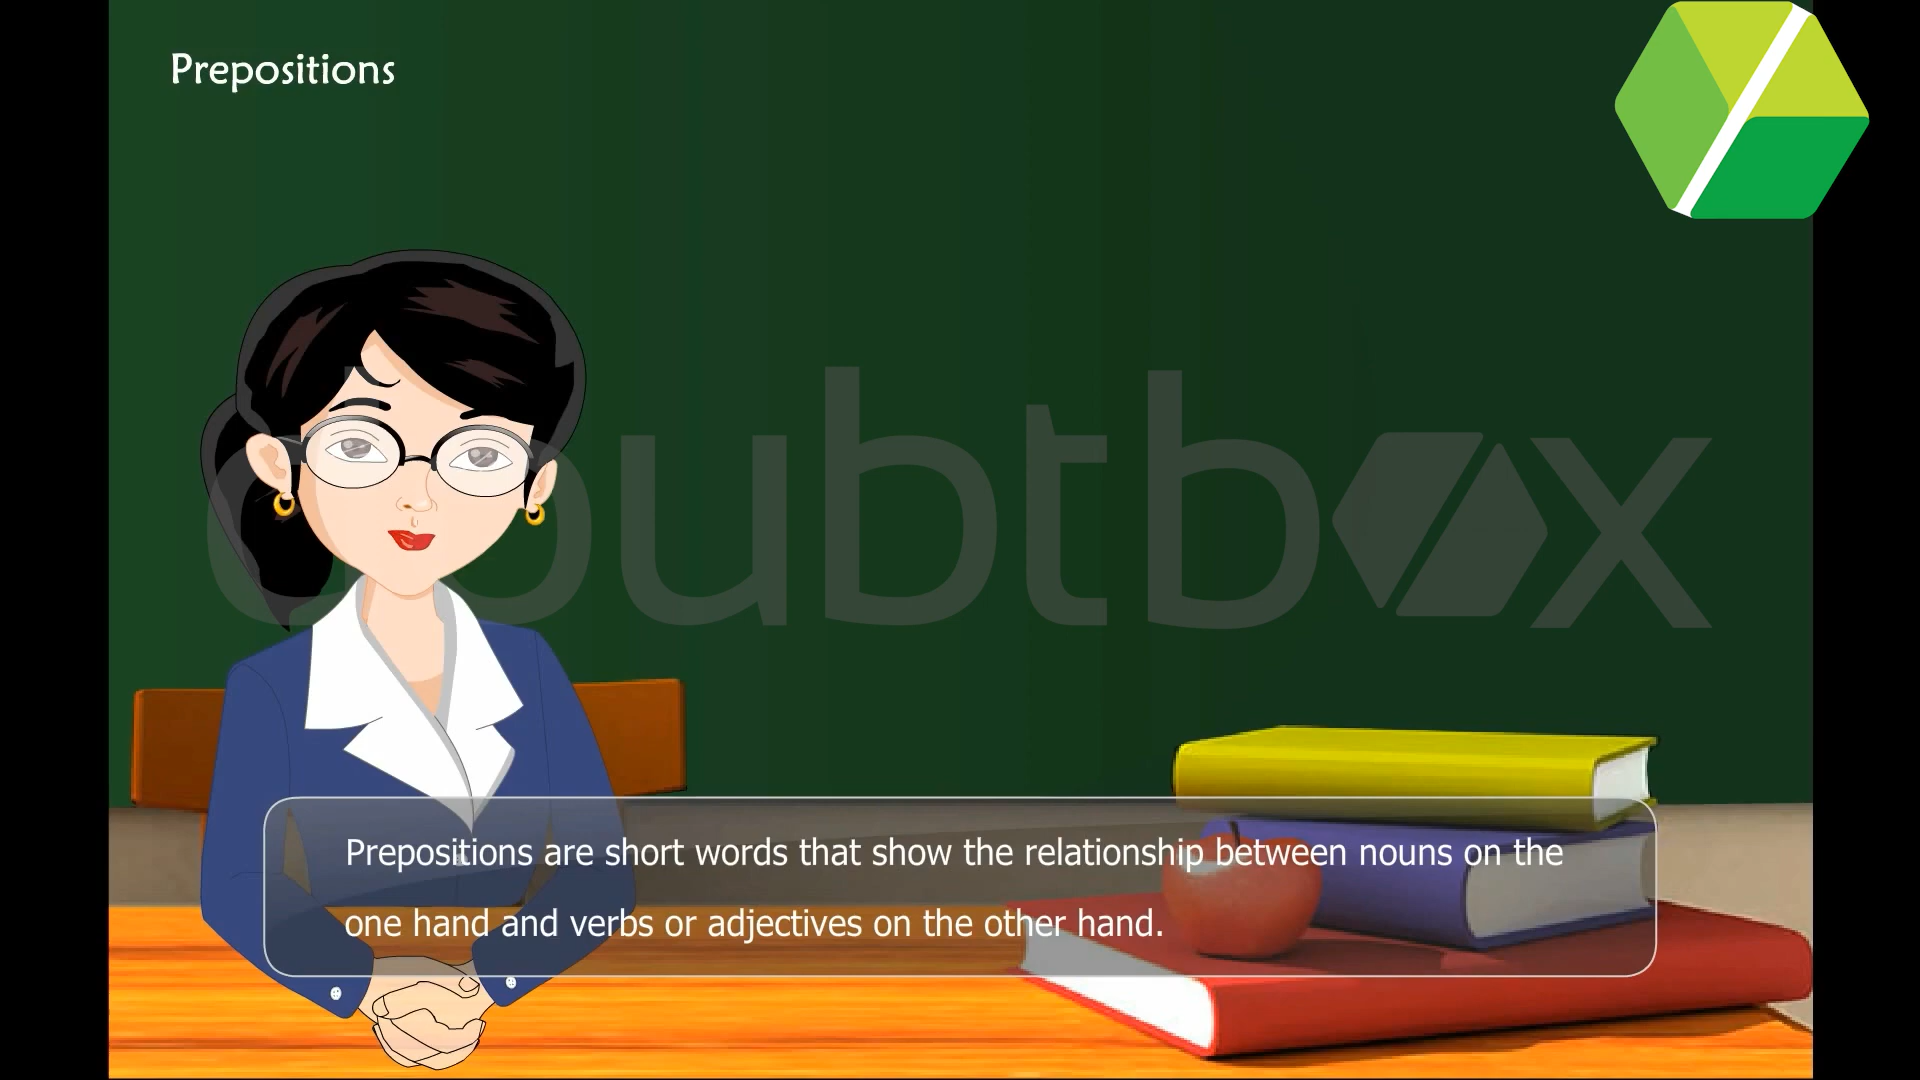 Prepositions
doubtbox
Prepositions are short words that show the relationship between nouns on the
one hand and verbs or adjectives on the other hand.